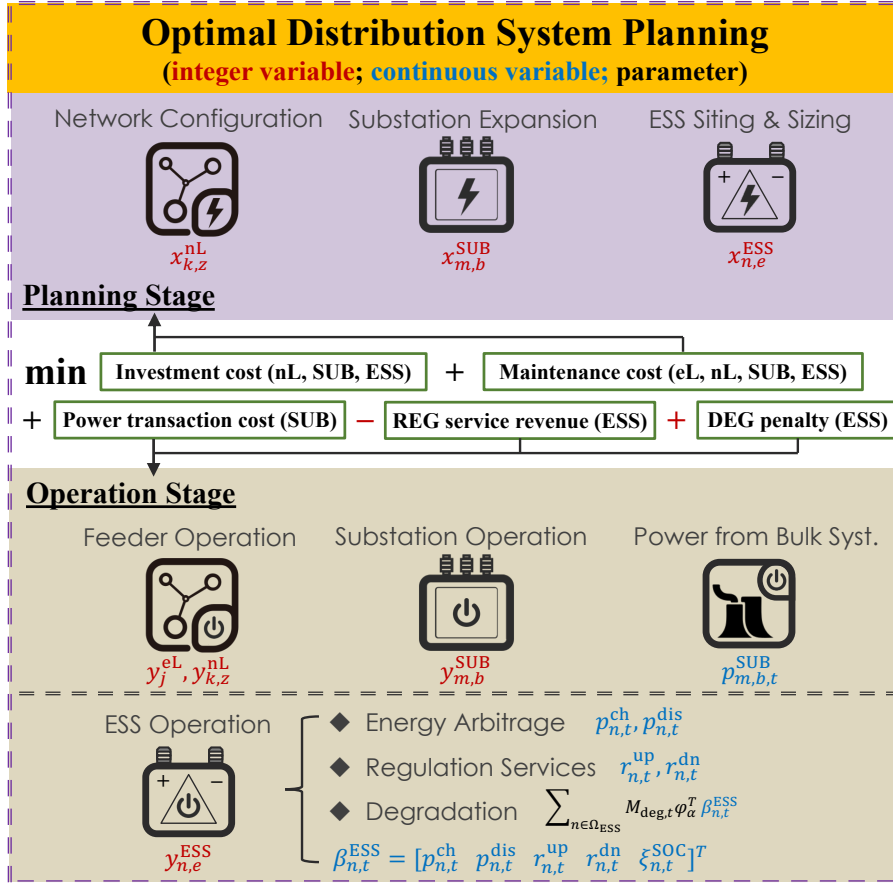 Optimal Distribution System Planning
(integer variable; continuous variable; parameter)
Network Configuration Substation Expansion ESS Siting & Sizing
+ −
x_{k,z}^{nL} x_{m,b}^{SUB} x_{n,e}^{ESS}
Planning Stage
min Investment cost (nL, SUB, ESS) + Maintenance cost (eL, nL, SUB, ESS)
+ Power transaction cost (SUB) − REG service revenue (ESS) + DEG penalty (ESS)
Operation Stage
Feeder Operation Substation Operation Power from Bulk Syst.
y_j^{eL}, y_{k,z}^{nL} y_{m,b}^{SUB} p_{m,b,t}^{SUB}
ESS Operation
+ −
y_{n,e}^{ESS}
◆ Energy Arbitrage p_{n,t}^{ch}, p_{n,t}^{dis}
◆ Regulation Services r_{n,t}^{up}, r_{n,t}^{dn}
◆ Degradation ∑_{n∈Ω_{ESS}} M_{deg,t} φ_α^T β_{n,t}^{ESS}
β_{n,t}^{ESS} = [p_{n,t}^{ch} p_{n,t}^{dis} r_{n,t}^{up} r_{n,t}^{dn} ξ_{n,t}^{SOC}]^T